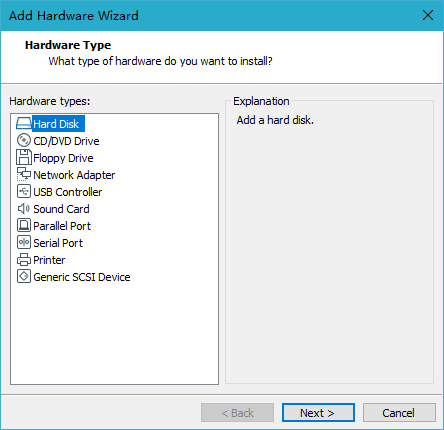 Add Hardware Wizard
Hardware Type
What type of hardware do you want to install?
Hardware types:
Hard Disk
CD/DVD Drive
Floppy Drive
Network Adapter
USB Controller
Sound Card
Parallel Port
Serial Port
Printer
Generic SCSI Device
Explanation
Add a hard disk.
< Back
Next >
Cancel